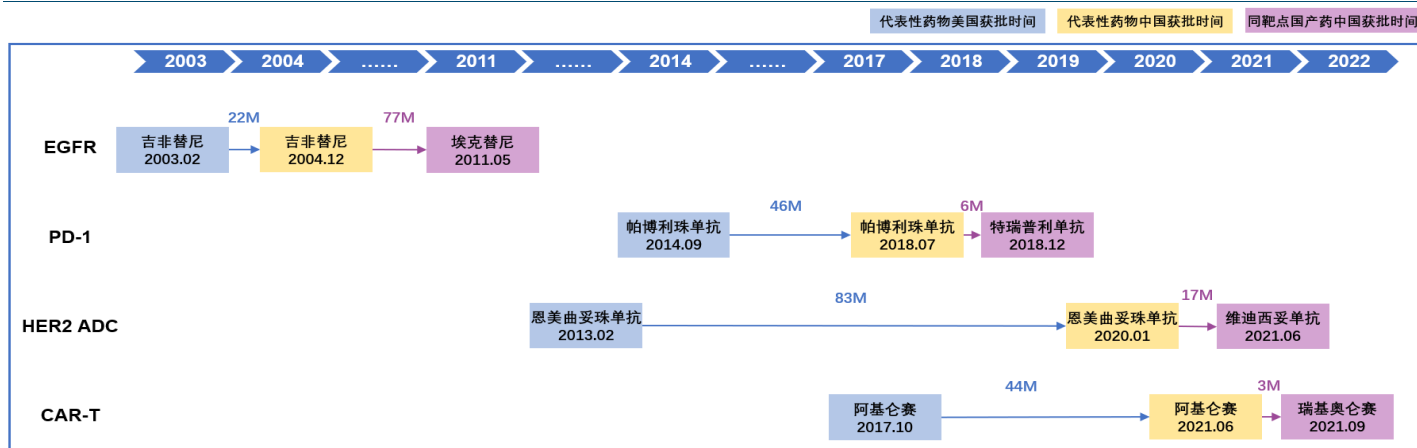 代表性药物美国获批时间
代表性药物中国获批时间
同靶点国产药中国获批时间
2003
2004
......
2011
......
2014
......
2017
2018
2019
2020
2021
2022
EGFR
吉非替尼
2003.02
22M
吉非替尼
2004.12
77M
埃克替尼
2011.05
PD-1
帕博利珠单抗
2014.09
46M
帕博利珠单抗
2018.07
6M
特瑞普利单抗
2018.12
HER2 ADC
恩美曲妥珠单抗
2013.02
83M
恩美曲妥珠单抗
2020.01
17M
维迪西妥单抗
2021.06
CAR-T
阿基仑赛
2017.10
44M
阿基仑赛
2021.06
3M
瑞基奥仑赛
2021.09